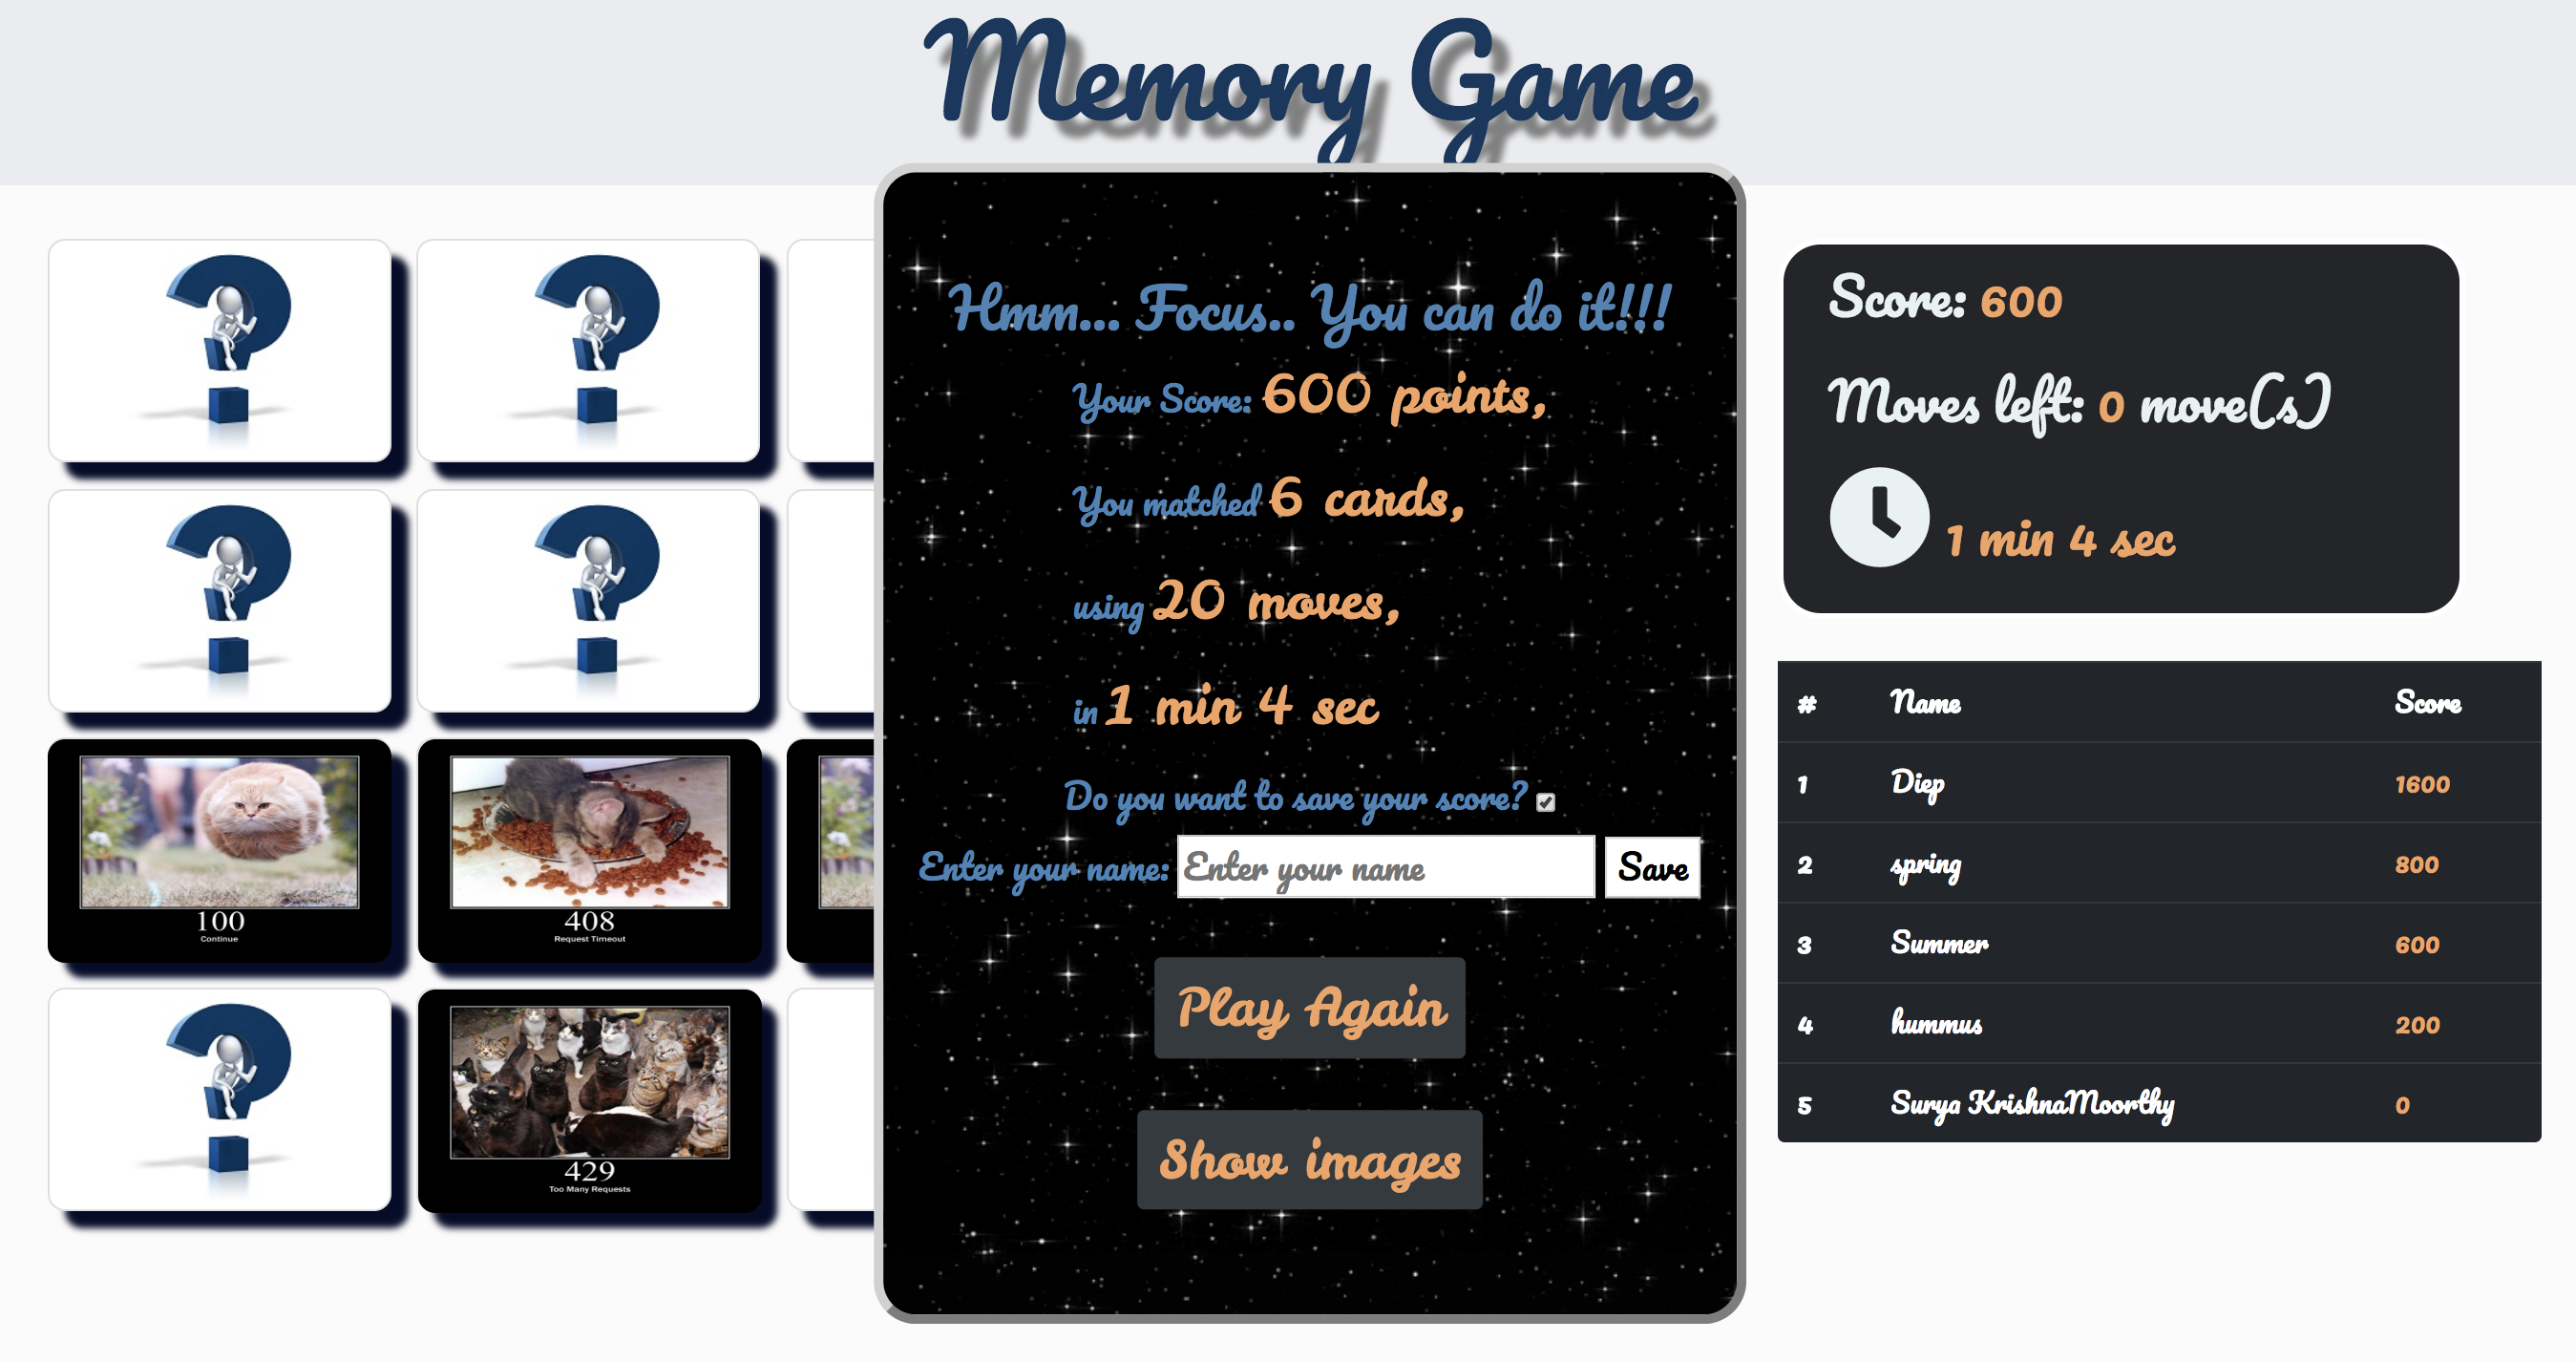 Memory Game
100
Continue
408
Request Timeout
429
Too Many Requests
Hmm... Focus.. You can do it!!!
Your Score: 600 points,
You matched 6 cards,
using 20 moves,
in 1 min 4 sec
Do you want to save your score?
Enter your name: Enter your name Save
Play Again
Show images
Score: 600
Moves left: 0 move(s)
1 min 4 sec
# Name Score
1 Diep 1600
2 spring 800
3 Summer 600
4 hummus 200
5 Surya KrishnaMoorthy 0